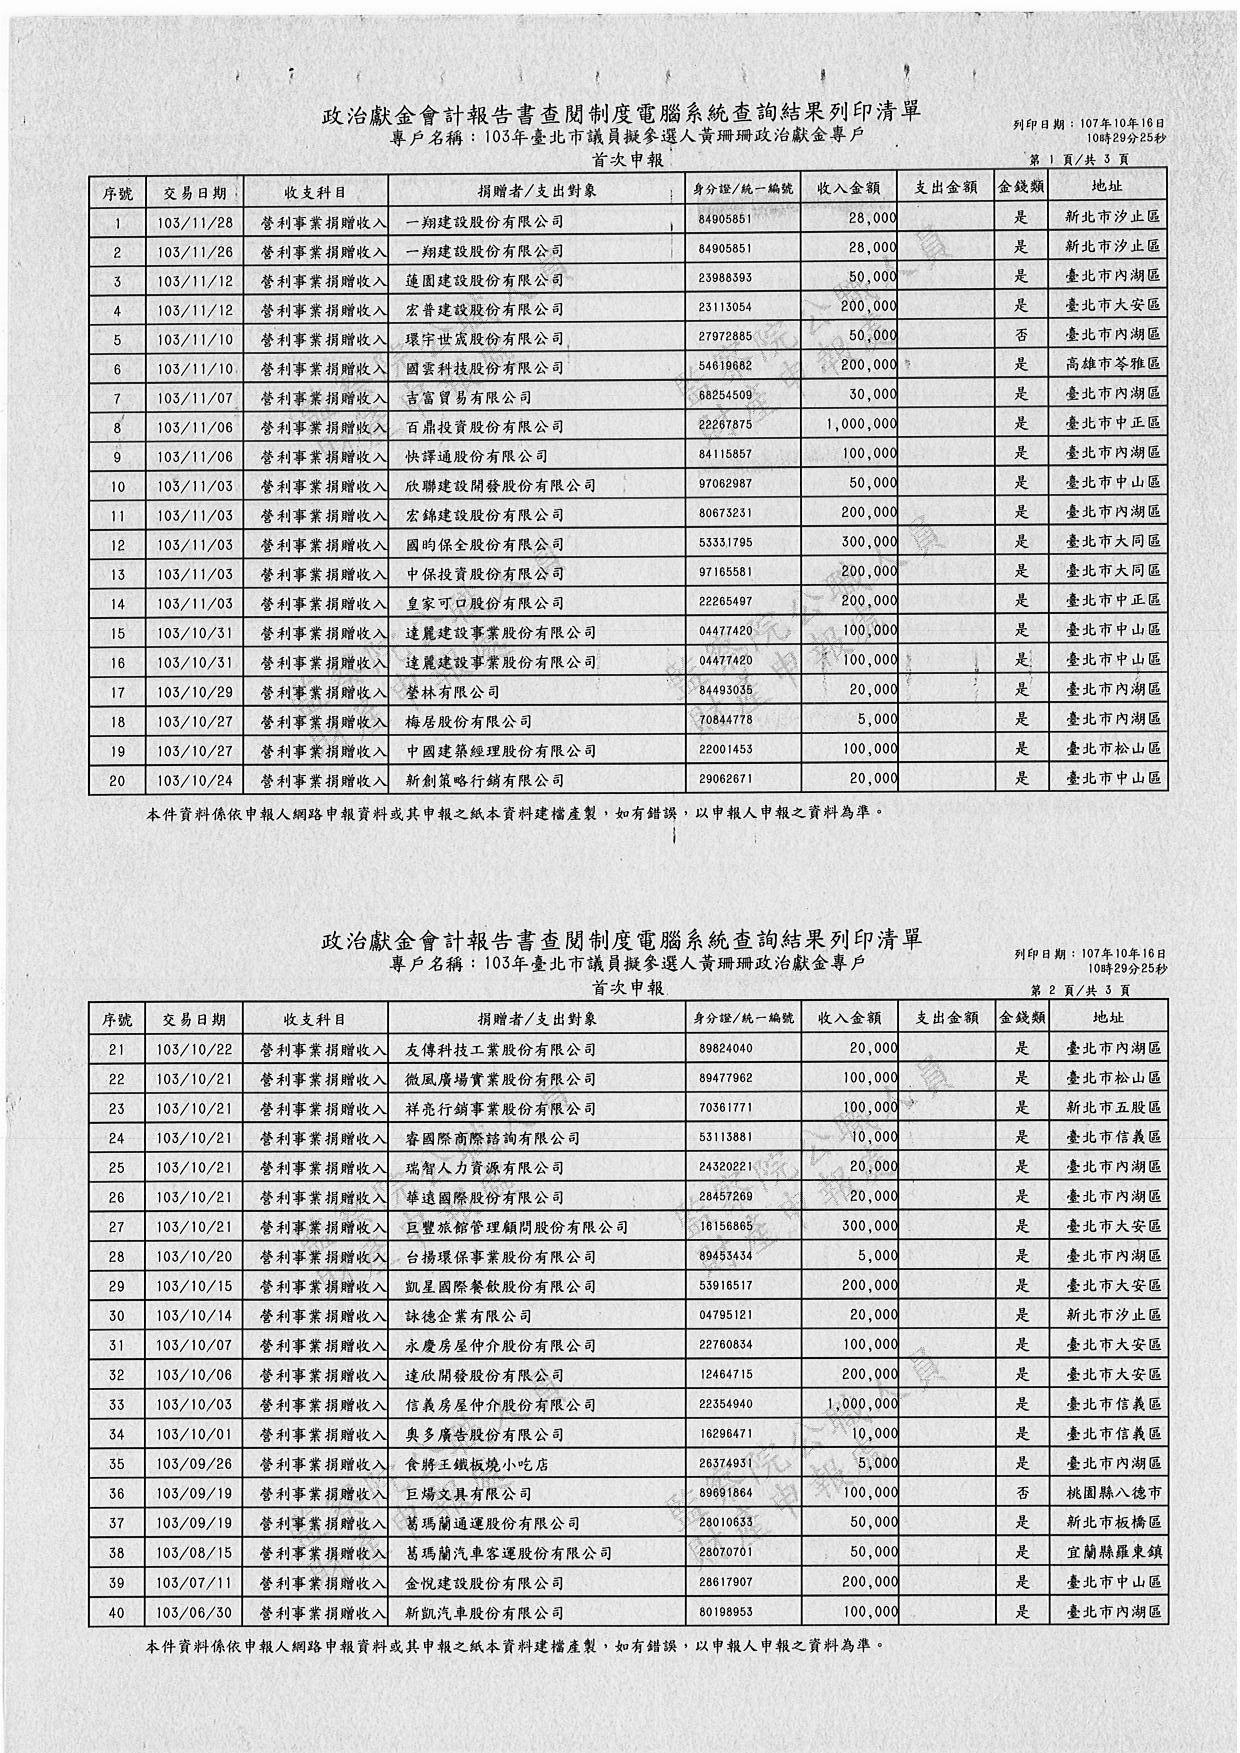 政治獻金會計報告書查閱制度電腦系統查詢結果列印清單
專戶名稱：103年臺北市議員擬參選人黃珊珊政治獻金專戶
列印日期：107年10年16日
10時29分25秒
首次申報
第 1 頁/共 3 頁
序號 交易日期 收支科目 捐贈者/支出對象 身分證/統一編號 收入金額 支出金額 金錢類 地址
1 103/11/28 營利事業捐贈收入 一翔建設股份有限公司 84905851 28,000 是 新北市汐止區
2 103/11/26 營利事業捐贈收入 一翔建設股份有限公司 84905851 28,000 是 新北市汐止區
3 103/11/12 營利事業捐贈收入 蓮園建設股份有限公司 23988393 50,000 是 臺北市內湖區
4 103/11/12 營利事業捐贈收入 宏普建設股份有限公司 23113054 200,000 是 臺北市大安區
5 103/11/10 營利事業捐贈收入 環宇世宬股份有限公司 27972885 50,000 否 臺北市內湖區
6 103/11/10 營利事業捐贈收入 國雲科技股份有限公司 54619682 200,000 是 高雄市苓雅區
7 103/11/07 營利事業捐贈收入 吉富貿易有限公司 68254509 30,000 是 臺北市內湖區
8 103/11/06 營利事業捐贈收入 百鼎投資股份有限公司 22267875 1,000,000 是 臺北市中正區
9 103/11/06 營利事業捐贈收入 快譯通股份有限公司 84115857 100,000 是 臺北市內湖區
10 103/11/03 營利事業捐贈收入 欣聯建設開發股份有限公司 97062987 50,000 是 臺北市中山區
11 103/11/03 營利事業捐贈收入 宏錦建設股份有限公司 80673231 200,000 是 臺北市內湖區
12 103/11/03 營利事業捐贈收入 國昀保全股份有限公司 53331795 300,000 是 臺北市大同區
13 103/11/03 營利事業捐贈收入 中保投資股份有限公司 97165581 200,000 是 臺北市大同區
14 103/11/03 營利事業捐贈收入 皇家可口股份有限公司 22265497 200,000 是 臺北市中正區
15 103/10/31 營利事業捐贈收入 達麗建設事業股份有限公司 04477420 100,000 是 臺北市中山區
16 103/10/31 營利事業捐贈收入 達麗建設事業股份有限公司 04477420 100,000 是 臺北市中山區
17 103/10/29 營利事業捐贈收入 瑩林有限公司 84493035 20,000 是 臺北市內湖區
18 103/10/27 營利事業捐贈收入 梅居股份有限公司 70844778 5,000 是 臺北市內湖區
19 103/10/27 營利事業捐贈收入 中國建築經理股份有限公司 22001453 100,000 是 臺北市松山區
20 103/10/24 營利事業捐贈收入 新創策略行銷有限公司 29062671 20,000 是 臺北市中山區
本件資料係依申報人網路申報資料或其申報之紙本資料建檔產製，如有錯誤，以申報人申報之資料為準。
政治獻金會計報告書查閱制度電腦系統查詢結果列印清單
專戶名稱：103年臺北市議員擬參選人黃珊珊政治獻金專戶
列印日期：107年10年16日
10時29分25秒
首次申報
第 2 頁/共 3 頁
序號 交易日期 收支科目 捐贈者/支出對象 身分證/統一編號 收入金額 支出金額 金錢類 地址
21 103/10/22 營利事業捐贈收入 友傳科技工業股份有限公司 89824040 20,000 是 臺北市內湖區
22 103/10/21 營利事業捐贈收入 微風廣場實業股份有限公司 89477962 100,000 是 臺北市松山區
23 103/10/21 營利事業捐贈收入 祥亮行銷事業股份有限公司 70361771 100,000 是 新北市五股區
24 103/10/21 營利事業捐贈收入 睿國際商際諮詢有限公司 53113881 10,000 是 臺北市信義區
25 103/10/21 營利事業捐贈收入 瑞智人力資源有限公司 24320221 20,000 是 臺北市內湖區
26 103/10/21 營利事業捐贈收入 華遠國際股份有限公司 28457269 20,000 是 臺北市內湖區
27 103/10/21 營利事業捐贈收入 巨豐旅館管理顧問股份有限公司 16156865 300,000 是 臺北市大安區
28 103/10/20 營利事業捐贈收入 台揚環保事業股份有限公司 89453434 5,000 是 臺北市內湖區
29 103/10/15 營利事業捐贈收入 凱星國際餐飲股份有限公司 53916517 200,000 是 臺北市大安區
30 103/10/14 營利事業捐贈收入 詠德企業有限公司 04795121 20,000 是 新北市汐止區
31 103/10/07 營利事業捐贈收入 永慶房屋仲介股份有限公司 22760834 100,000 是 臺北市大安區
32 103/10/06 營利事業捐贈收入 達欣開發股份有限公司 12464715 200,000 是 臺北市大安區
33 103/10/03 營利事業捐贈收入 信義房屋仲介股份有限公司 22354940 1,000,000 是 臺北市信義區
34 103/10/01 營利事業捐贈收入 奧多廣告股份有限公司 16296471 10,000 是 臺北市信義區
35 103/09/26 營利事業捐贈收入 食將王鐵板燒小吃店 26374931 5,000 是 臺北市內湖區
36 103/09/19 營利事業捐贈收入 巨煬文具有限公司 89691864 100,000 否 桃園縣八德市
37 103/09/19 營利事業捐贈收入 葛瑪蘭通運股份有限公司 28010633 50,000 是 新北市板橋區
38 103/08/15 營利事業捐贈收入 葛瑪蘭汽車客運股份有限公司 28070701 50,000 是 宜蘭縣羅東鎮
39 103/07/11 營利事業捐贈收入 金悅建設股份有限公司 28617907 200,000 是 臺北市中山區
40 103/06/30 營利事業捐贈收入 新凱汽車股份有限公司 80198953 100,000 是 臺北市內湖區
本件資料係依申報人網路申報資料或其申報之紙本資料建檔產製，如有錯誤，以申報人申報之資料為準。